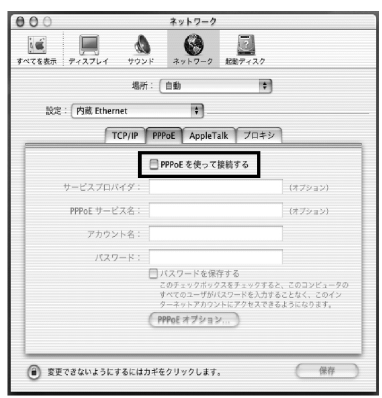 ネットワーク
すべてを表示 ディスプレイ サウンド ネットワーク 起動ディスク
場所： 自動
設定： 内蔵 Ethernet
TCP/IP PPPoE AppleTalk プロキシ
PPPoE を使って接続する
サービスプロバイダ： (オプション)
PPPoE サービス名： (オプション)
アカウント名：
パスワード：
パスワードを保存する
このチェックボックスをチェックすると、このコンピュータの
すべてのユーザがパスワードを入力することなく、このイン
ターネットアカウントにアクセスできるようになります。
PPPoE オプション...
変更できないようにするにはカギをクリックします。 保存